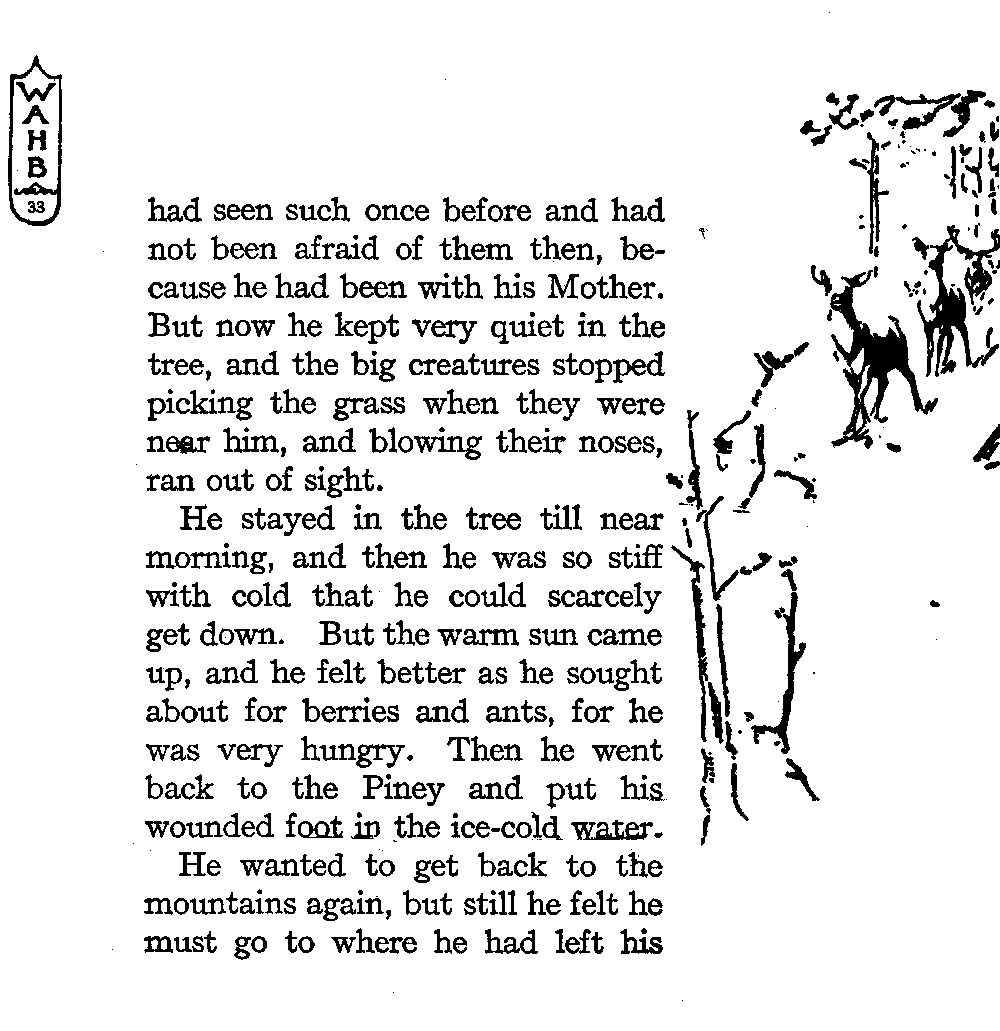 W
A
H
B
33
had seen such once before and had
not been afraid of them then, be-
cause he had been with his Mother.
But now he kept very quiet in the
tree, and the big creatures stopped
picking the grass when they were
near him, and blowing their noses,
ran out of sight.
He stayed in the tree till near
morning, and then he was so stiff
with cold that he could scarcely
get down. But the warm sun came
up, and he felt better as he sought
about for berries and ants, for he
was very hungry. Then he went
back to the Piney and put his
wounded foot in the ice-cold water.
He wanted to get back to the
mountains again, but still he felt he
must go to where he had left his